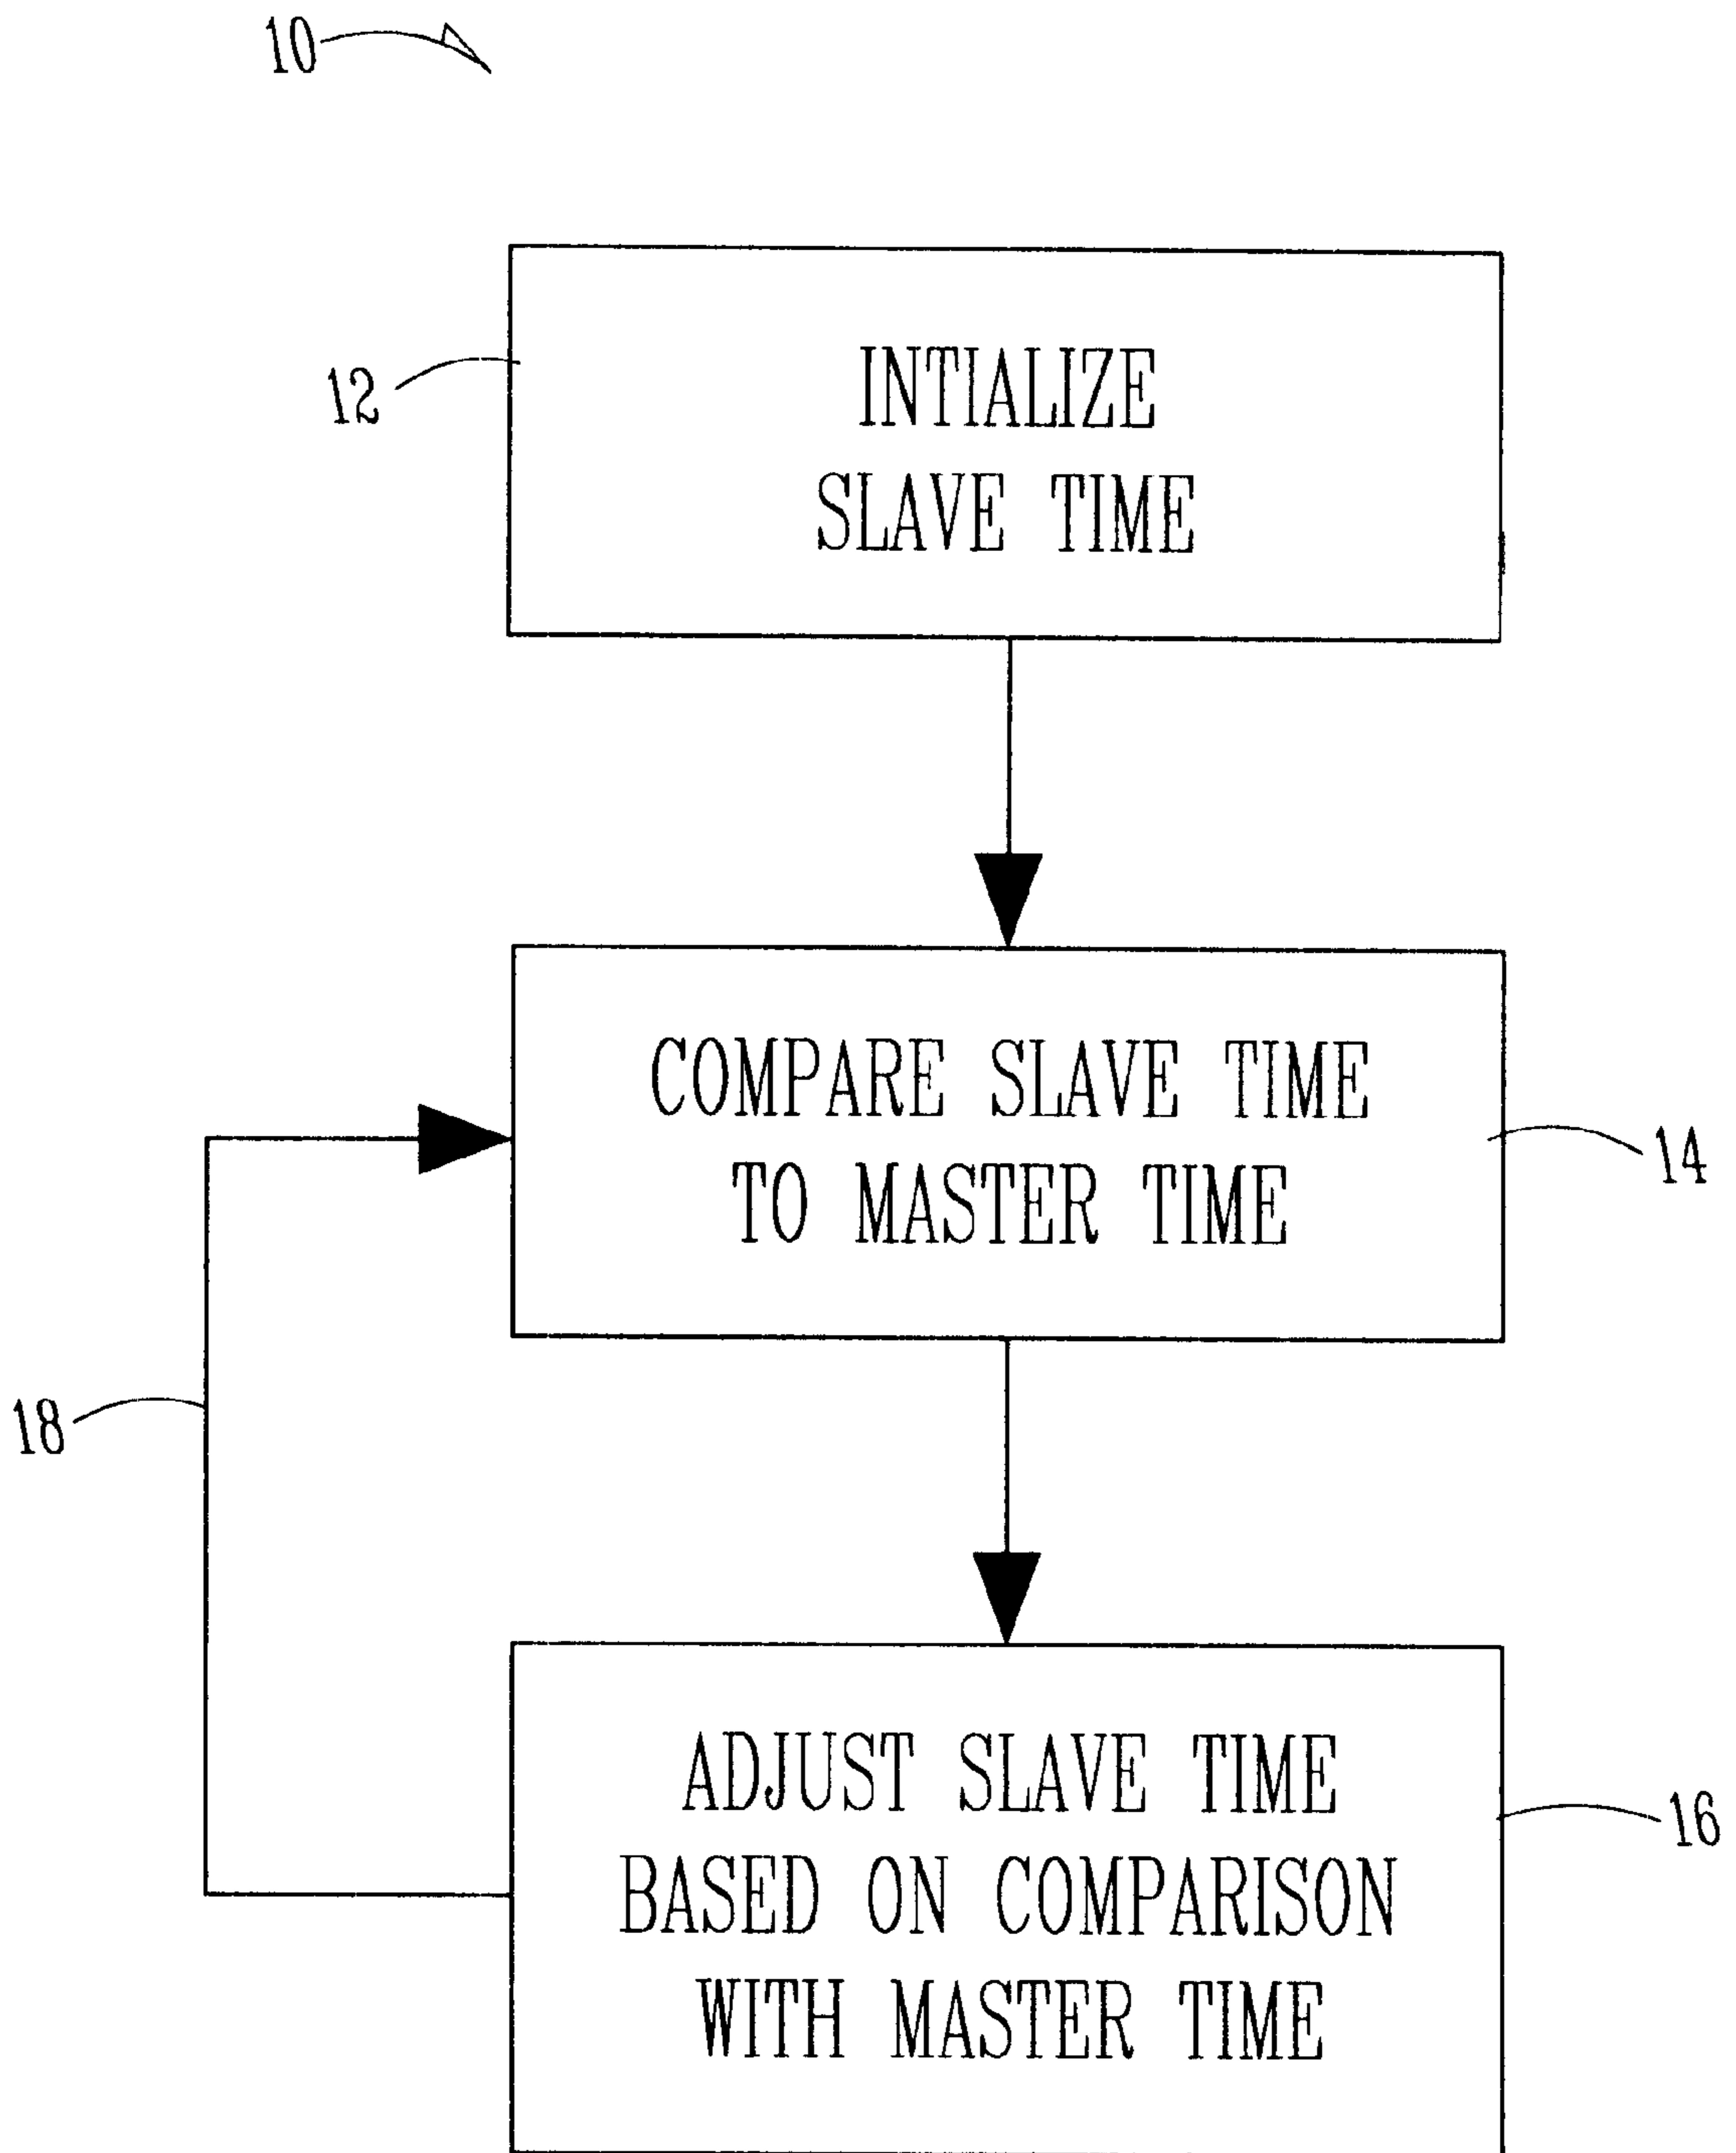 10
12
INTIALIZE
SLAVE TIME
COMPARE SLAVE TIME
TO MASTER TIME
14
18
ADJUST SLAVE TIME
BASED ON COMPARISON
WITH MASTER TIME
16